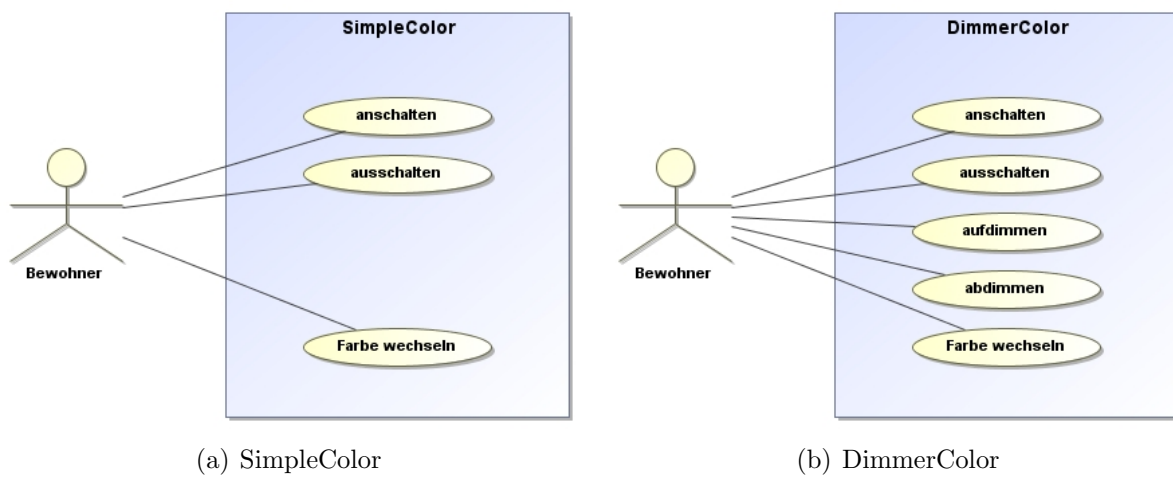 SimpleColor
anschalten
ausschalten
Farbe wechseln
Bewohner
(a) SimpleColor
DimmerColor
anschalten
ausschalten
aufdimmen
abdimmen
Farbe wechseln
Bewohner
(b) DimmerColor